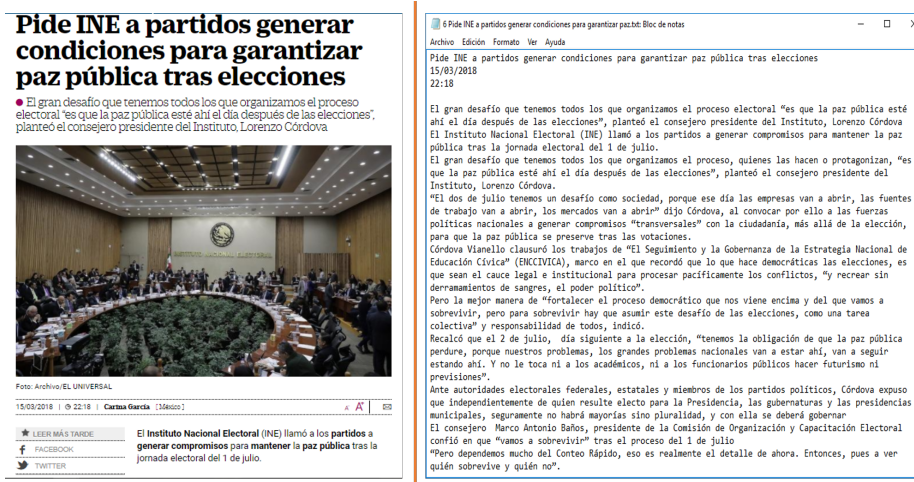 Pide INE a partidos generar
condiciones para garantizar
paz pública tras elecciones
El gran desafío que tenemos todos los que organizamos el proceso
electoral “es que la paz pública esté ahí el día después de las elecciones”,
planteó el consejero presidente del Instituto, Lorenzo Córdova
INSTITUTO NACIONAL ELECTORAL
Foto: Archivo/EL UNIVERSAL
15/03/2018 | 22:18 | Carina García [México] A A+
LEER MÁS TARDE
FACEBOOK
TWITTER
El Instituto Nacional Electoral (INE) llamó a los partidos a
generar compromisos para mantener la paz pública tras la
jornada electoral del 1 de julio.
6 Pide INE a partidos generar condiciones para garantizar paz.txt: Bloc de notas
Archivo Edición Formato Ver Ayuda
Pide INE a partidos generar condiciones para garantizar paz pública tras elecciones
15/03/2018
22:18
El gran desafío que tenemos todos los que organizamos el proceso electoral “es que la paz pública esté
ahí el día después de las elecciones”, planteó el consejero presidente del Instituto, Lorenzo Córdova
El Instituto Nacional Electoral (INE) llamó a los partidos a generar compromisos para mantener la paz
pública tras la jornada electoral del 1 de julio.
El gran desafío que tenemos todos los que organizamos el proceso, quienes las hacen o protagonizan, “es
que la paz pública esté ahí el día después de las elecciones”, planteó el consejero presidente del
Instituto, Lorenzo Córdova.
“El dos de julio tenemos un desafío como sociedad, porque ese día las empresas van a abrir, las fuentes
de trabajo van a abrir, los mercados van a abrir” dijo Córdova, al convocar por ello a las fuerzas
políticas nacionales a generar compromisos “transversales” con la ciudadanía, más allá de la elección,
para que la paz pública se preserve tras las votaciones.
Córdova Vianello clausuró los trabajos de “El Seguimiento y la Gobernanza de la Estrategia Nacional de
Educación Cívica” (ENCCIVICA), marco en el que recordó que lo que hace democráticas las elecciones, es
que sean el cauce legal e institucional para procesar pacíficamente los conflictos, “y recrear sin
derramamientos de sangres, el poder político”.
Pero la mejor manera de “fortalecer el proceso democrático que nos viene encima y del que vamos a
sobrevivir, pero para sobrevivir hay que asumir este desafío de las elecciones, como una tarea
colectiva” y responsabilidad de todos, indicó.
Recalcó que el 2 de julio, día siguiente a la elección, “tenemos la obligación de que la paz pública
perdure, porque nuestros problemas, los grandes problemas nacionales van a estar ahí, van a seguir
estando ahí. Y no le toca ni a los académicos, ni a los funcionarios públicos hacer futurismo ni
previsiones”.
Ante autoridades electorales federales, estatales y miembros de los partidos políticos, Córdova expuso
que independientemente de quien resulte electo para la Presidencia, las gubernaturas y las presidencias
municipales, seguramente no habrá mayorías sino pluralidad, y con ella se deberá gobernar
El consejero Marco Antonio Baños, presidente de la Comisión de Organización y Capacitación Electoral
confió en que “vamos a sobrevivir” tras el proceso del 1 de julio
“Pero dependemos mucho del Conteo Rápido, eso es realmente el detalle de ahora. Entonces, pues a ver
quién sobrevive y quién no”.